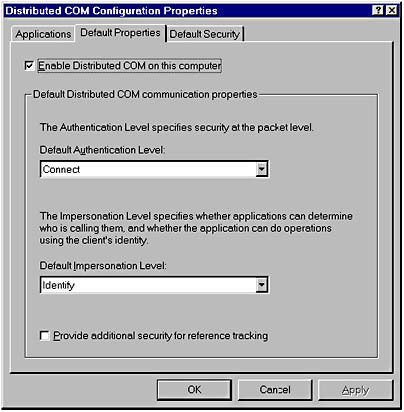 Distributed COM Configuration Properties
Applications Default Properties Default Security
Enable Distributed COM on this computer
Default Distributed COM communication properties
The Authentication Level specifies security at the packet level.
Default Authentication Level:
Connect
The Impersonation Level specifies whether applications can determine
who is calling them, and whether the application can do operations
using the client's identity.
Default Impersonation Level:
Identify
Provide additional security for reference tracking
OK Cancel Apply